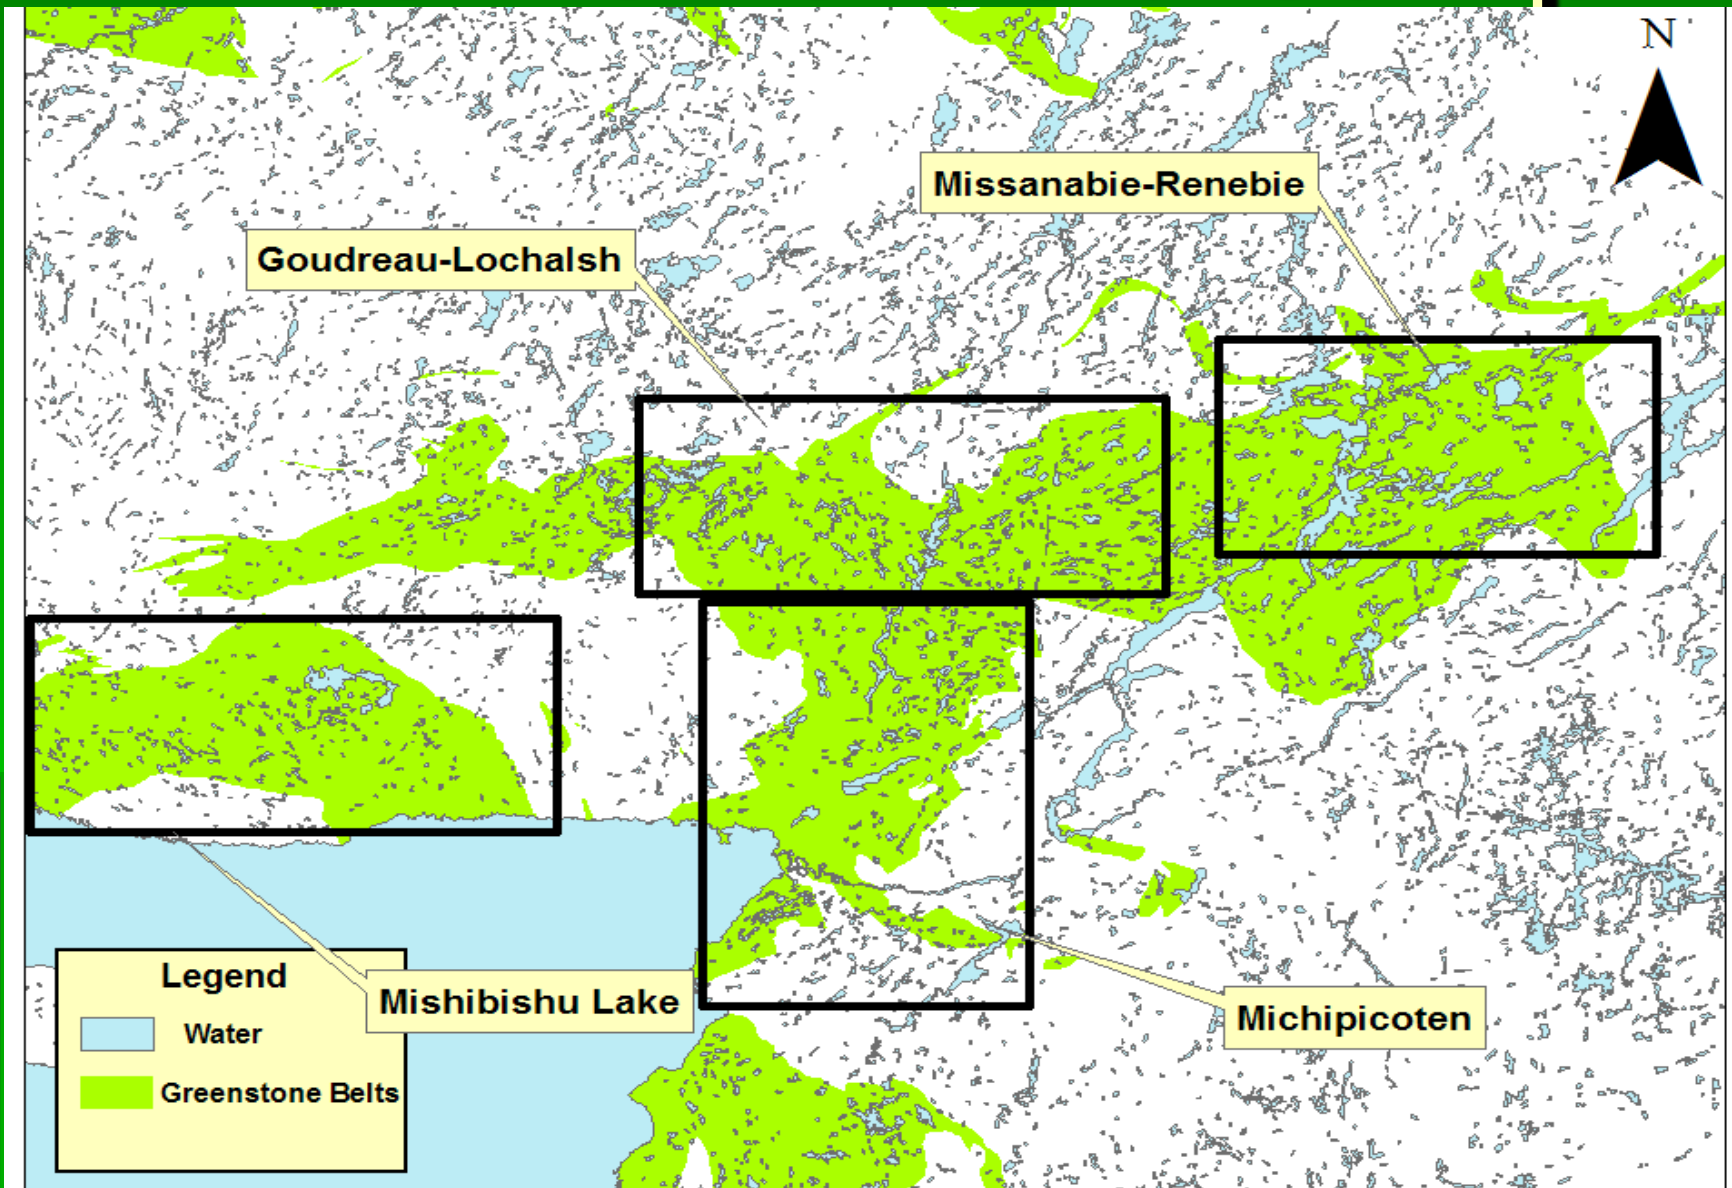 N
Missanabie-Renebie
Goudreau-Lochalsh
Legend
Mishibishu Lake
Michipicoten
Water
Greenstone Belts